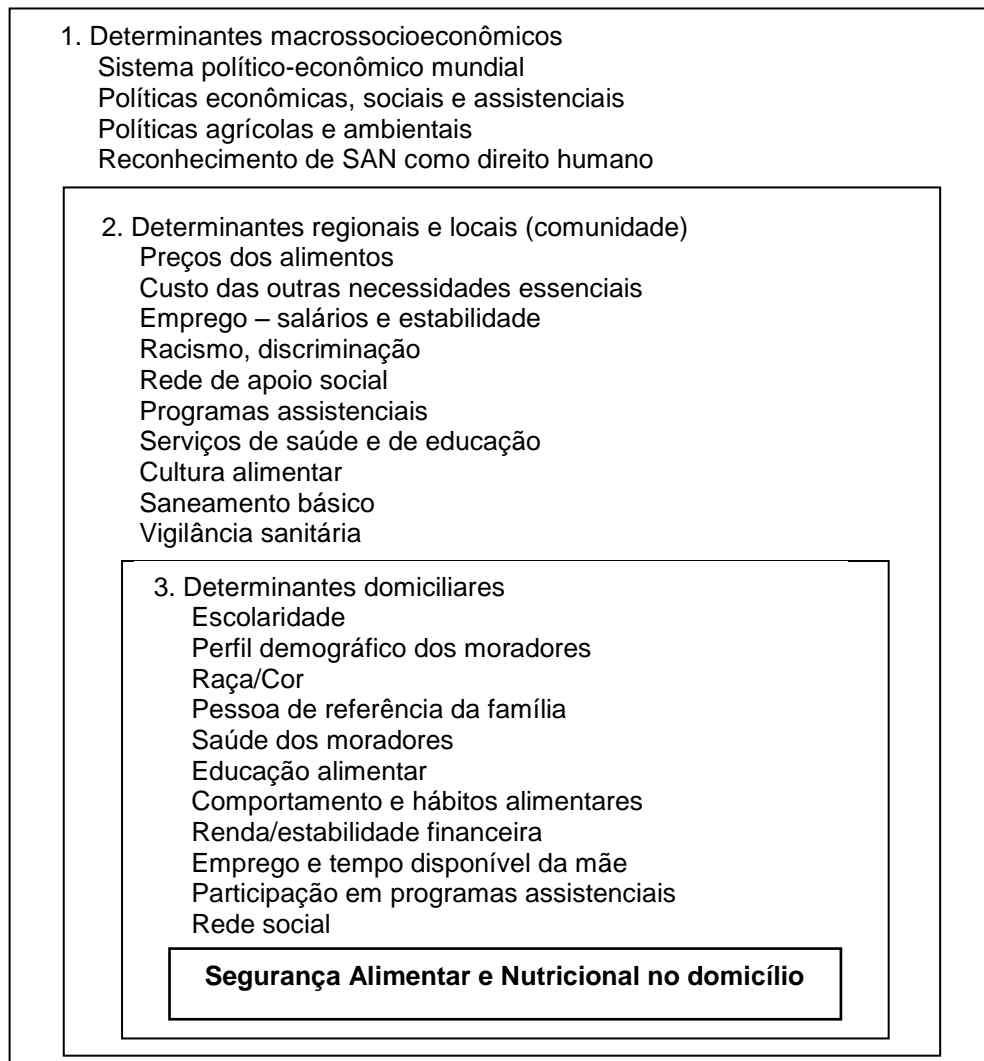 1. Determinantes macrossocioeconômicos
Sistema político-econômico mundial
Políticas econômicas, sociais e assistenciais
Políticas agrícolas e ambientais
Reconhecimento de SAN como direito humano
2. Determinantes regionais e locais (comunidade)
Preços dos alimentos
Custo das outras necessidades essenciais
Emprego – salários e estabilidade
Racismo, discriminação
Rede de apoio social
Programas assistenciais
Serviços de saúde e de educação
Cultura alimentar
Saneamento básico
Vigilância sanitária
3. Determinantes domiciliares
Escolaridade
Perfil demográfico dos moradores
Raça/Cor
Pessoa de referência da família
Saúde dos moradores
Educação alimentar
Comportamento e hábitos alimentares
Renda/estabilidade financeira
Emprego e tempo disponível da mãe
Participação em programas assistenciais
Rede social
Segurança Alimentar e Nutricional no domicílio